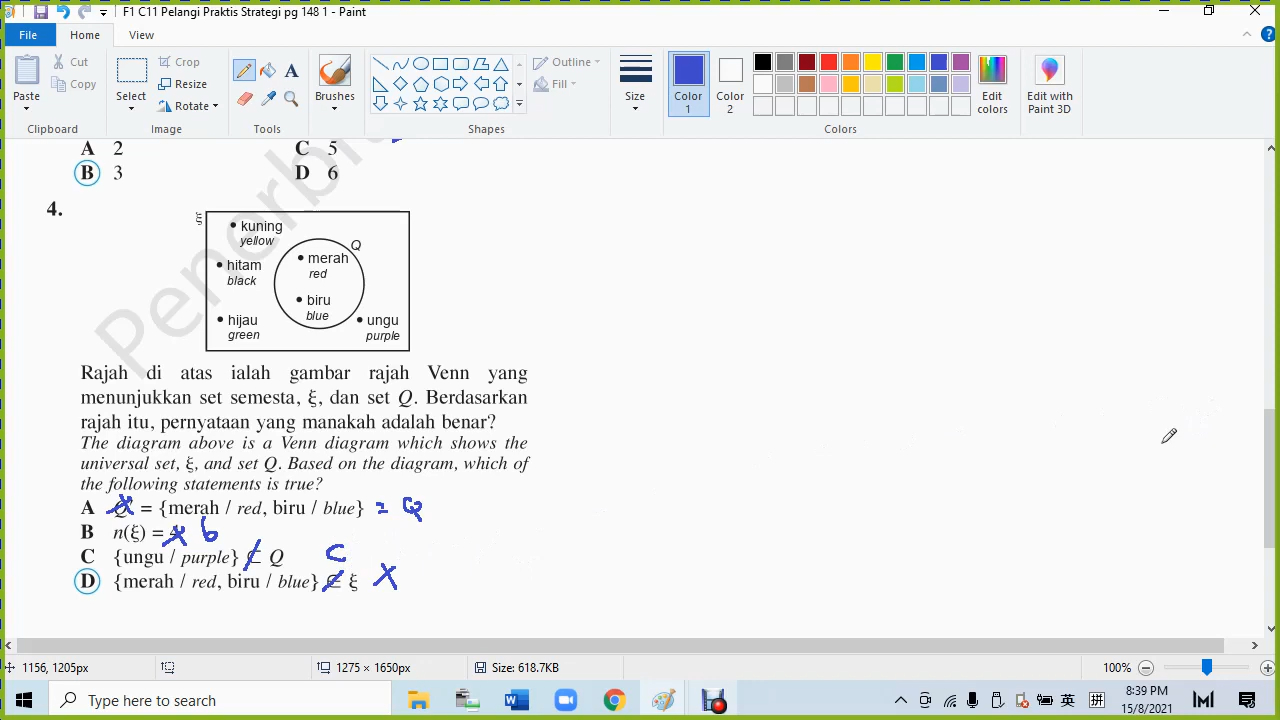 F1 C11 Pelangi Praktis Strategi pg 148 1 - Paint
File Home View
Paste Cut Copy Clipboard
Select Crop Resize Rotate Image
Tools
Brushes
Shapes
Outline Fill
Size
Color 1
Color 2
Edit colors
Colors
Edit with Paint 3D
A 2 C 5
B 3 D 6
4.
ξ
kuning
yellow
Q
merah
red
hitam
black
biru
blue
hijau
green
ungu
purple
Rajah di atas ialah gambar rajah Venn yang
menunjukkan set semesta, ξ, dan set Q. Berdasarkan
rajah itu, pernyataan yang manakah adalah benar?
The diagram above is a Venn diagram which shows the
universal set, ξ, and set Q. Based on the diagram, which of
the following statements is true?
A = {merah / red, biru / blue} = Q
B n(ξ) = 6
C {ungu / purple} ⊂ Q ⊂
D {merah / red, biru / blue} ξ X
Penerbi
1156, 1205px 1275 × 1650px Size: 618.7KB 100%
Type here to search
英 拼
8:39 PM
15/8/2021